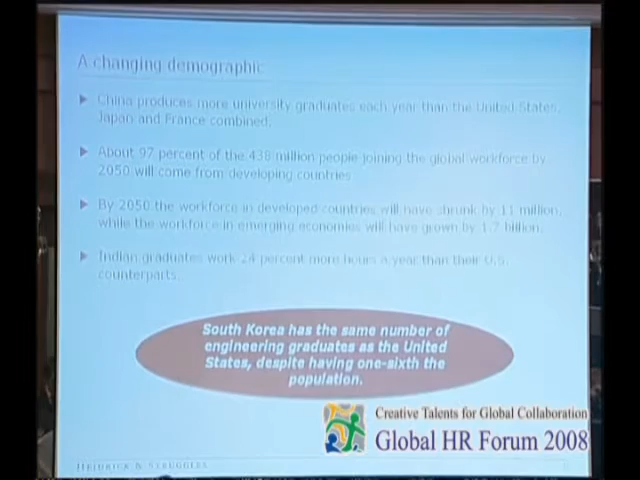 A changing demographic
China produces more university graduates each year than the United States,
Japan and France combined.
About 97 percent of the 438 million people joining the global workforce by
2050 will come from developing countries
By 2050 the workforce in developed countries will have shrunk by 11 million,
while the workforce in emerging economies will have grown by 1.7 billion.
Indian graduates work 24 percent more hours a year than their U.S.
counterparts.
South Korea has the same number of
engineering graduates as the United
States, despite having one-sixth the
population.
Creative Talents for Global Collaboration
Global HR Forum 2008
HEIDRICK & STRUGGLES